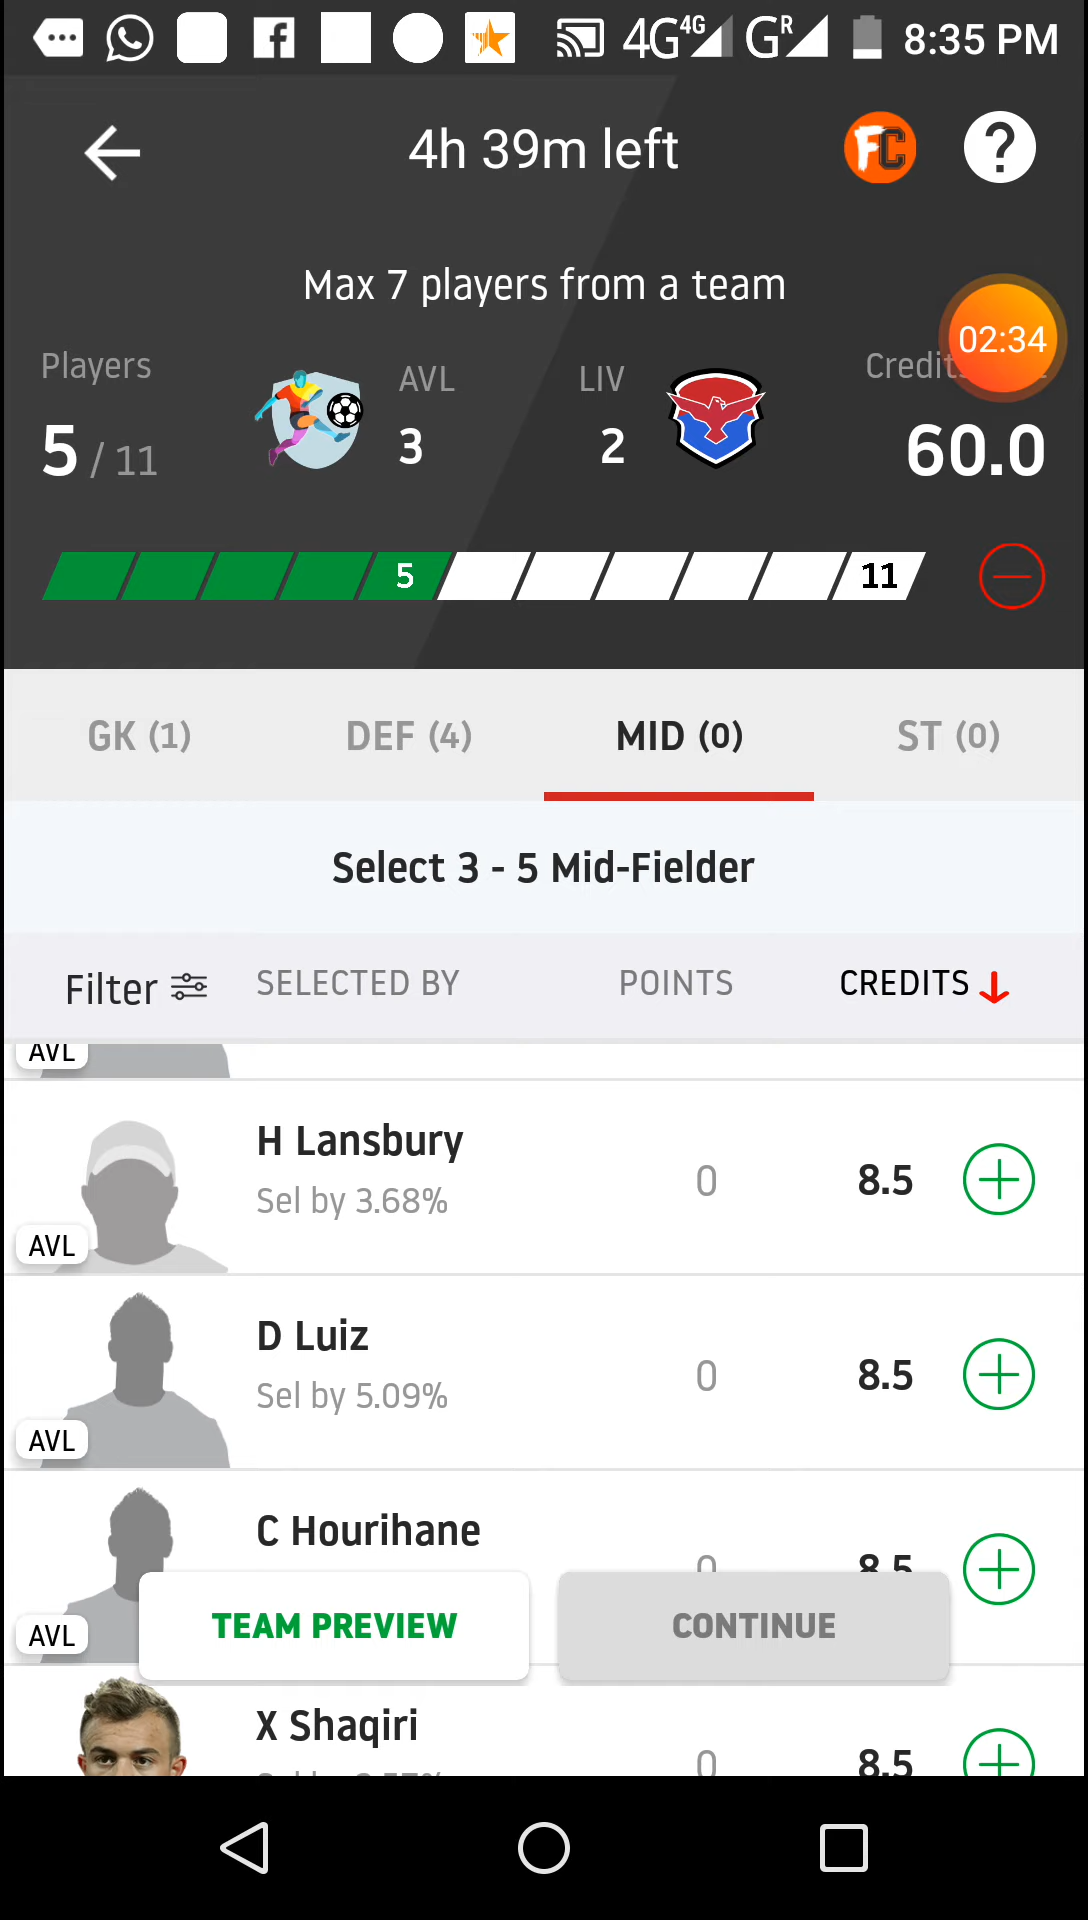 4G 4G G R 8:35 PM
4h 39m left
FC
?
Max 7 players from a team
02:34
Players
AVL
LIV
5 / 11
3
2
60.0
5
11
GK (1)
DEF (4)
MID (0)
ST (0)
Select 3 - 5 Mid-Fielder
Filter
SELECTED BY
POINTS
CREDITS
AVL
H Lansbury
Sel by 3.68%
0
8.5
AVL
D Luiz
Sel by 5.09%
0
8.5
AVL
C Hourihane
0
8.5
AVL
TEAM PREVIEW
CONTINUE
X Shaqiri
0
8.5